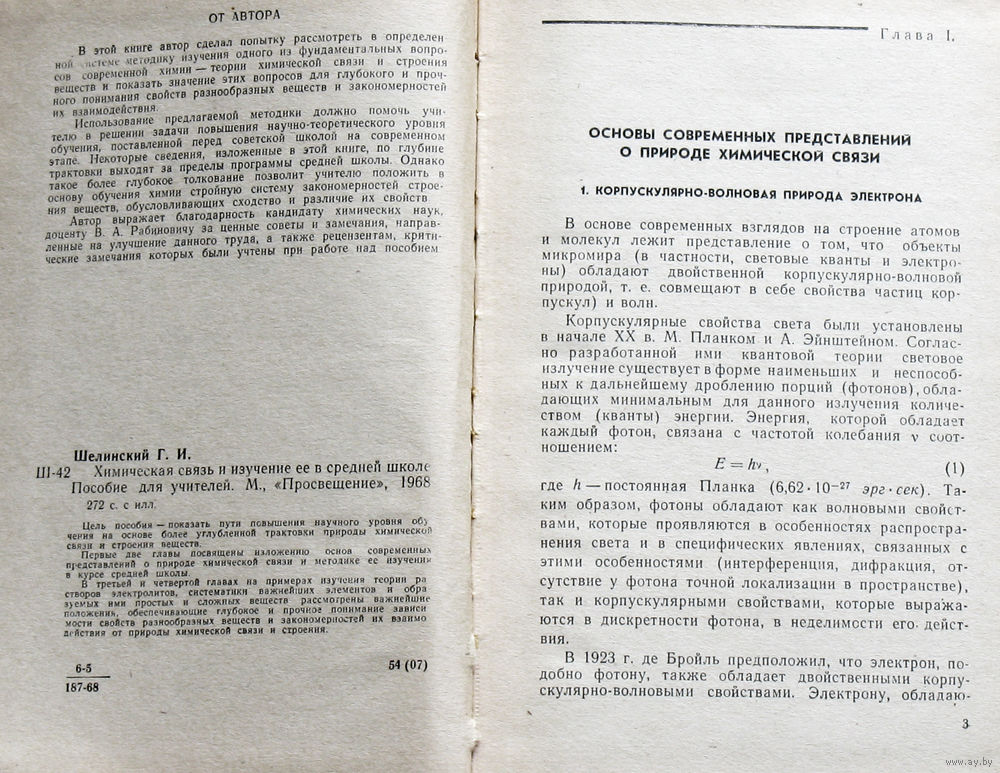 ОТ АВТОРА
В этой книге автор сделал попытку рассмотреть в определен
ной системе методику изучения одного из фундаментальных вопро-
сов современной химии — теории химической связи и строения
веществ и показать значение этих вопросов для глубокого и проч-
ного понимания свойств разнообразных веществ и закономерностей
их взаимодействия.
Использование предлагаемой методики должно помочь учи-
телю в решении задачи повышения научно-теоретического уровня
обучения, поставленной перед советской школой на современном
этапе. Некоторые сведения, изложенные в этой книге, по глубине
трактовки выходят за пределы программы средней школы. Однако
такое более глубокое толкование позволит учителю положить в
основу обучения химии стройную систему закономерностей строе-
ния веществ, обусловливающих сходство и различие их свойств
Автор выражает благодарность кандидату химических наук,
доценту В. А. Рабиновичу за ценные советы и замечания, направ-
ленные на улучшение данного труда, а также рецензентам, крити-
ческие замечания которых были учтены при работе над пособием
Шелинский Г. И.
Ш-42 Химическая связь и изучение ее в средней школе
Пособие для учителей. М., «Просвещение», 1968
272 с. с илл.
Цель пособия — показать пути повышения научного уровня обу
чения на основе более углубленной трактовки природы химической
связи и строения веществ.
Первые две главы посвящены изложению основ современных
представлений о природе химической связи и методике ее изучени
в курсе средней школы.
В третьей и четвертой главах на примерах изучения теории ра
створов электролитов, систематики важнейших элементов и обра
зуемых ими простых и сложных веществ рассмотрены важнейшие
положения, обеспечивающие глубокое и прочное понимание зависи
мости свойств разнообразных веществ и закономерностей их взаимо
действия от природы химической связи и строения.
6-5
187-68
54 (07)
Глава I.
ОСНОВЫ СОВРЕМЕННЫХ ПРЕДСТАВЛЕНИЙ
О ПРИРОДЕ ХИМИЧЕСКОЙ СВЯЗИ
1. КОРПУСКУЛЯРНО-ВОЛНОВАЯ ПРИРОДА ЭЛЕКТРОНА
В основе современных взглядов на строение атомов
и молекул лежит представление о том, что объекты
микромира (в частности, световые кванты и электро-
ны) обладают двойственной корпускулярно-волновой
природой, т. е. совмещают в себе свойства частиц кор-
пускул) и волн.
Корпускулярные свойства света были установлены
в начале XX в. М. Планком и А. Эйнштейном. Соглас-
но разработанной ими квантовой теории световое
излучение существует в форме наименьших и неспособ-
ных к дальнейшему дроблению порций (фотонов), обла-
дающих минимальным для данного излучения количе-
ством (кванты) энергии. Энергия, которой обладает
каждый фотон, связана с частотой колебания ν соот-
ношением:
E = hν, (1)
где h — постоянная Планка (6,62·10⁻²⁷ эрг·сек). Та-
ким образом, фотоны обладают как волновыми свойст-
вами, которые проявляются в особенностях распростра-
нения света и в специфических явлениях, связанных с
этими особенностями (интерференция, дифракция, от-
сутствие у фотона точной локализации в пространстве),
так и корпускулярными свойствами, которые выража-
ются в дискретности фотона, в неделимости его действ-
вия.
В 1923 г. де Бройль предположил, что электрон, по-
добно фотону, также обладает двойственными корпу-
скулярно-волновыми свойствами. Электрону, обладаю-
3
www.ay.by